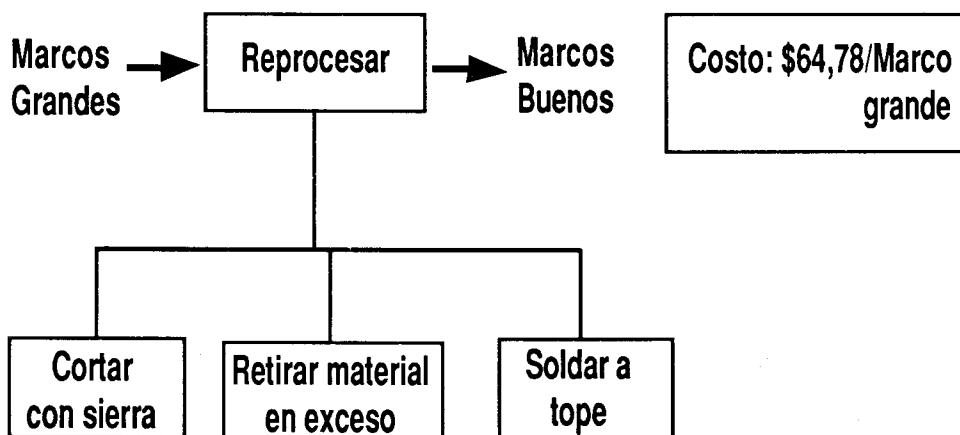 Marcos
Grandes
Reprocesar
Marcos
Buenos
Costo: $64,78/Marco
grande
Cortar
con sierra
Retirar material
en exceso
Soldar a
tope